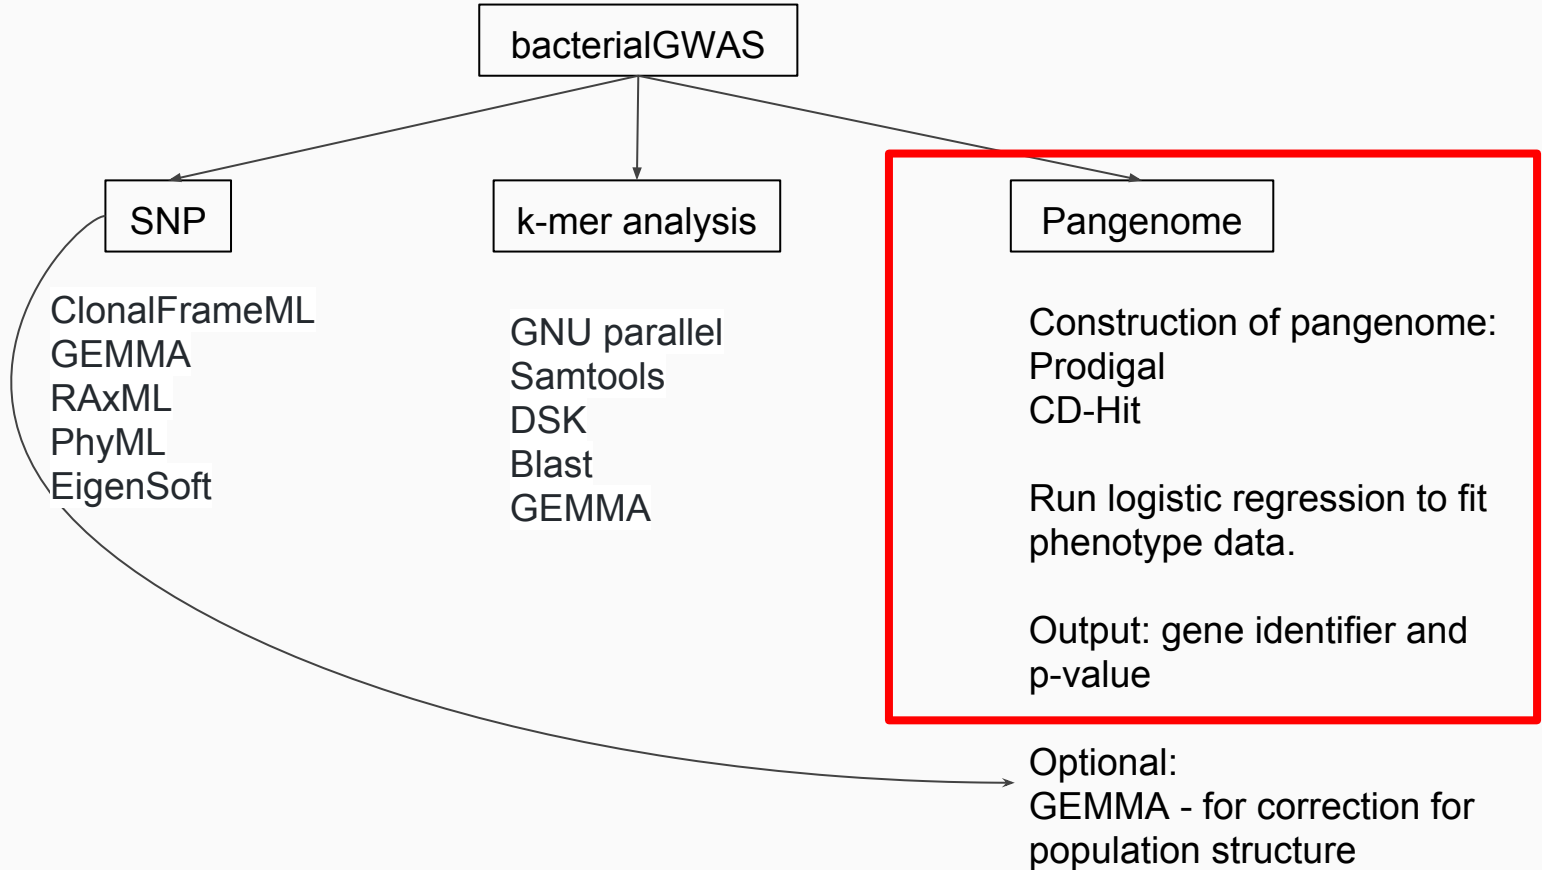 bacterialGWAS
SNP
k-mer analysis
Pangenome
ClonalFrameML
GEMMA
RAxML
PhyML
EigenSoft
GNU parallel
Samtools
DSK
Blast
GEMMA
Construction of pangenome:
Prodigal
CD-Hit
Run logistic regression to fit
phenotype data.
Output: gene identifier and
p-value
Optional:
GEMMA - for correction for
population structure